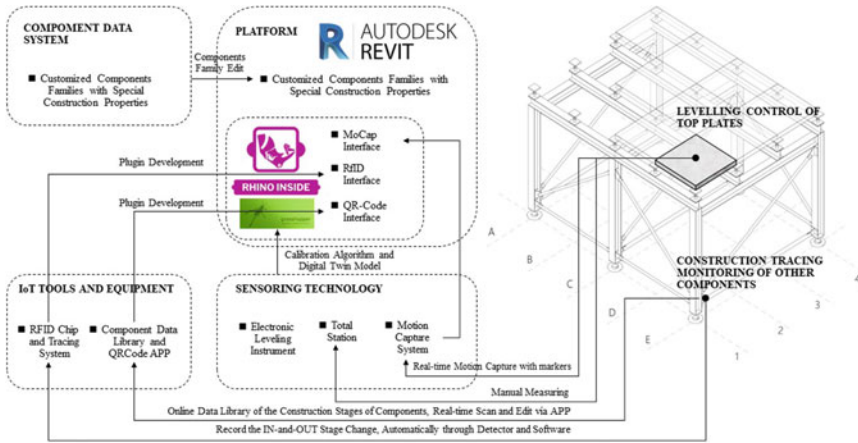 COMPOMENT DATA
SYSTEM
■ Customized Components
Families with Special
Construction Properties
Components
Family Edit
PLATFORM
R AUTODESK
REVIT
■ Customized Components Families with
Special Construction Properties
■ MoCap
Interface
■ RfID
Interface
■ QR-Code
Interface
RHINO INSIDE
Plugin Development
Plugin Development
Calibration Algorithm and
Digital Twin Model
IoT TOOLS AND EQUIPMENT
■ RFID Chip
and Tracing
System
■ Component Data
Library and
QRCode APP
SENSORING TECHNOLOGY
■ Electronic
Leveling
Instrument
■ Total
Station
■ Motion
Capture
System
Real-time Motion Capture with markers
Manual Measuring
Online Data Library of the Construction Stages of Components, Real-time Scan and Edit via APP
Record the IN-and-OUT Stage Change, Automatically through Detector and Software
LEVELLING CONTROL OF
TOP PLATES
CONSTRUCTION TRACING
MONITORING OF OTHER
COMPONENTS
A
B
C
D
E
1
2
3
4